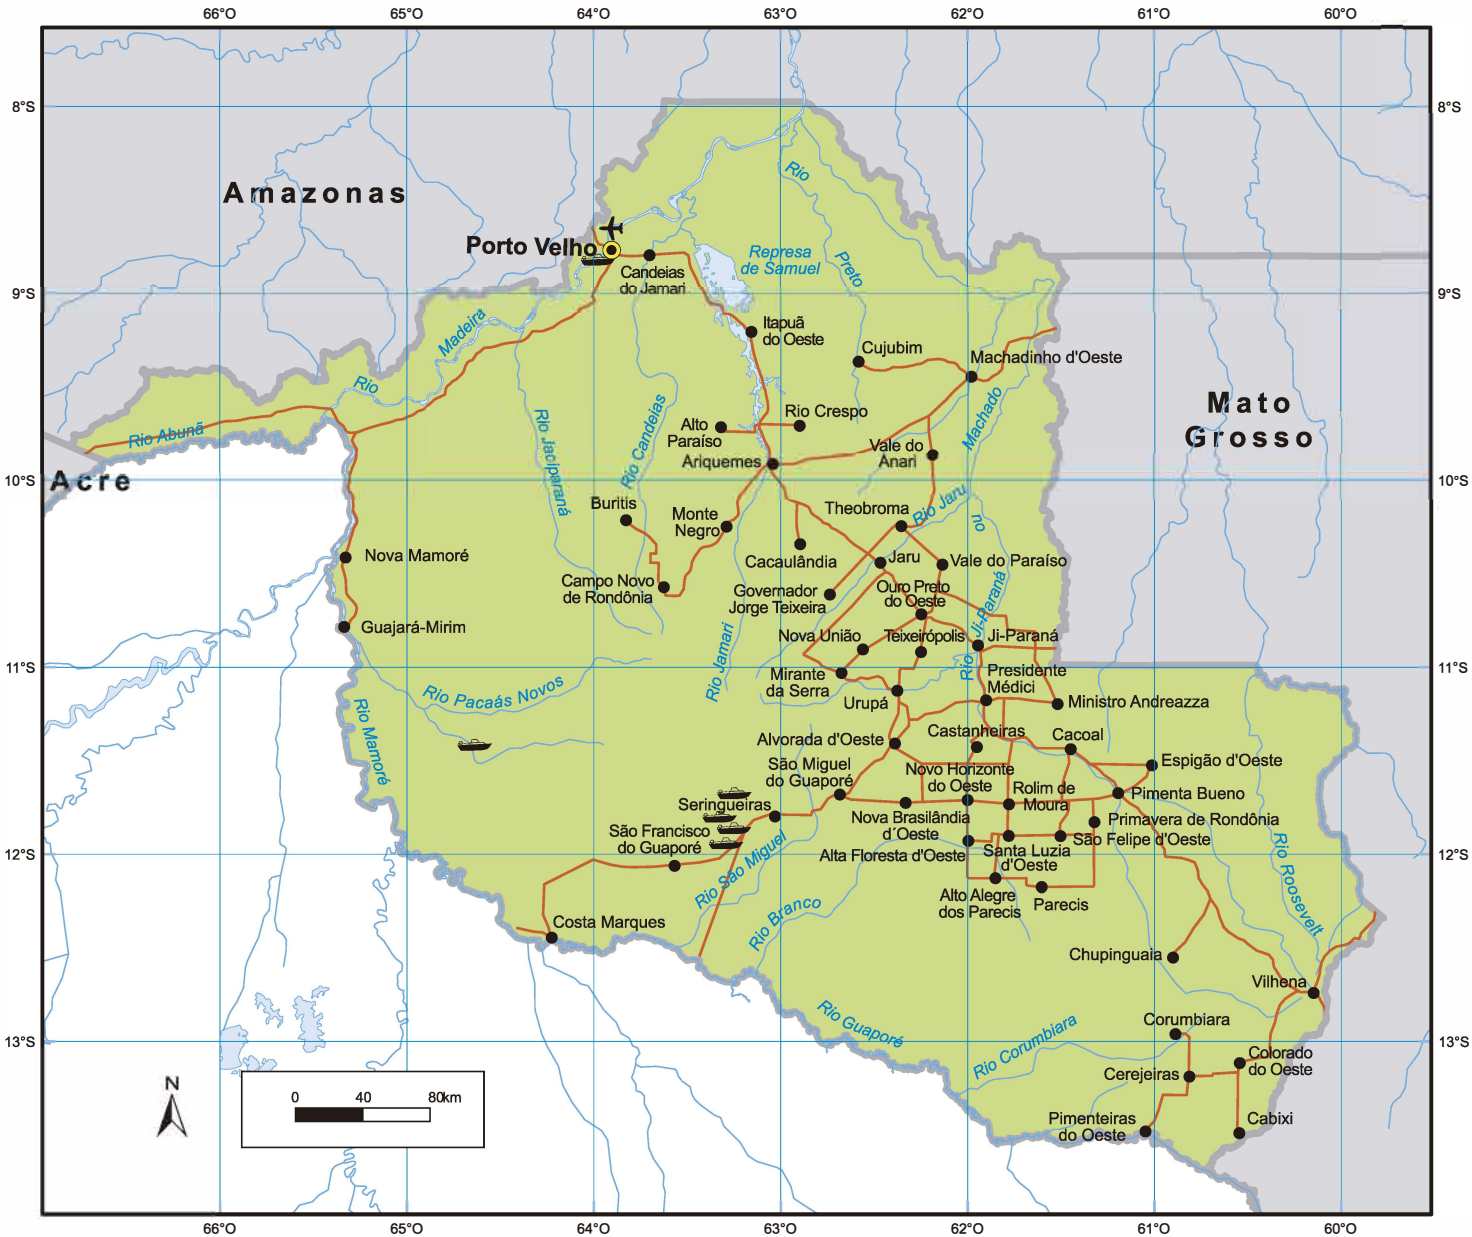 66°O
65°O
64°O
63°O
62°O
61°O
60°O
8°S
8°S
Amazonas
Rio
Porto Velho
Represa
de Samuel
Preto
Candeias
do Jamari
9°S
9°S
Madeira
Itapuã
do Oeste
Cujubim
Machadinho d'Oeste
Rio
Mato
Grosso
Rio Crespo
Alto
Paraíso
Machado
Rio Abunã
Rio Jaciparaná
Rio Candeias
Vale do
Anari
Ariquemes
Acre
10°S
10°S
Buritis
Monte
Negro
Theobroma
Rio Jaru
no
Nova Mamoré
Cacaulândia
Jaru
Vale do Paraíso
Campo Novo
de Rondônia
Governador
Jorge Teixeira
Ouro Preto
do Oeste
Ji-Paraná
Guajará-Mirim
Nova União
Teixeirópolis
Ji-Paraná
Rio
11°S
11°S
Rio Jamari
Mirante
da Serra
Presidente
Médici
Rio Pacaás Novos
Urupá
Ministro Andreazza
Rio Mamoré
Alvorada d'Oeste
Castanheiras
Cacoal
São Miguel
do Guaporé
Novo Horizonte
do Oeste
Espigão d'Oeste
Rolim de
Moura
Pimenta Bueno
Seringueiras
Nova Brasilândia
d´Oeste
Primavera de Rondônia
São Francisco
do Guaporé
São Felipe d'Oeste
Alta Floresta d'Oeste
Santa Luzia
d'Oeste
12°S
12°S
Rio São Miguel
Rio Roosevelt
Alto Alegre
dos Parecis
Parecis
Rio Branco
Costa Marques
Chupinguaia
Vilhena
Rio Guaporé
Corumbiara
Rio Corumbiara
13°S
13°S
Colorado
do Oeste
Cerejeiras
N
0
40
80km
Pimenteiras
do Oeste
Cabixi
66°O
65°O
64°O
63°O
62°O
61°O
60°O